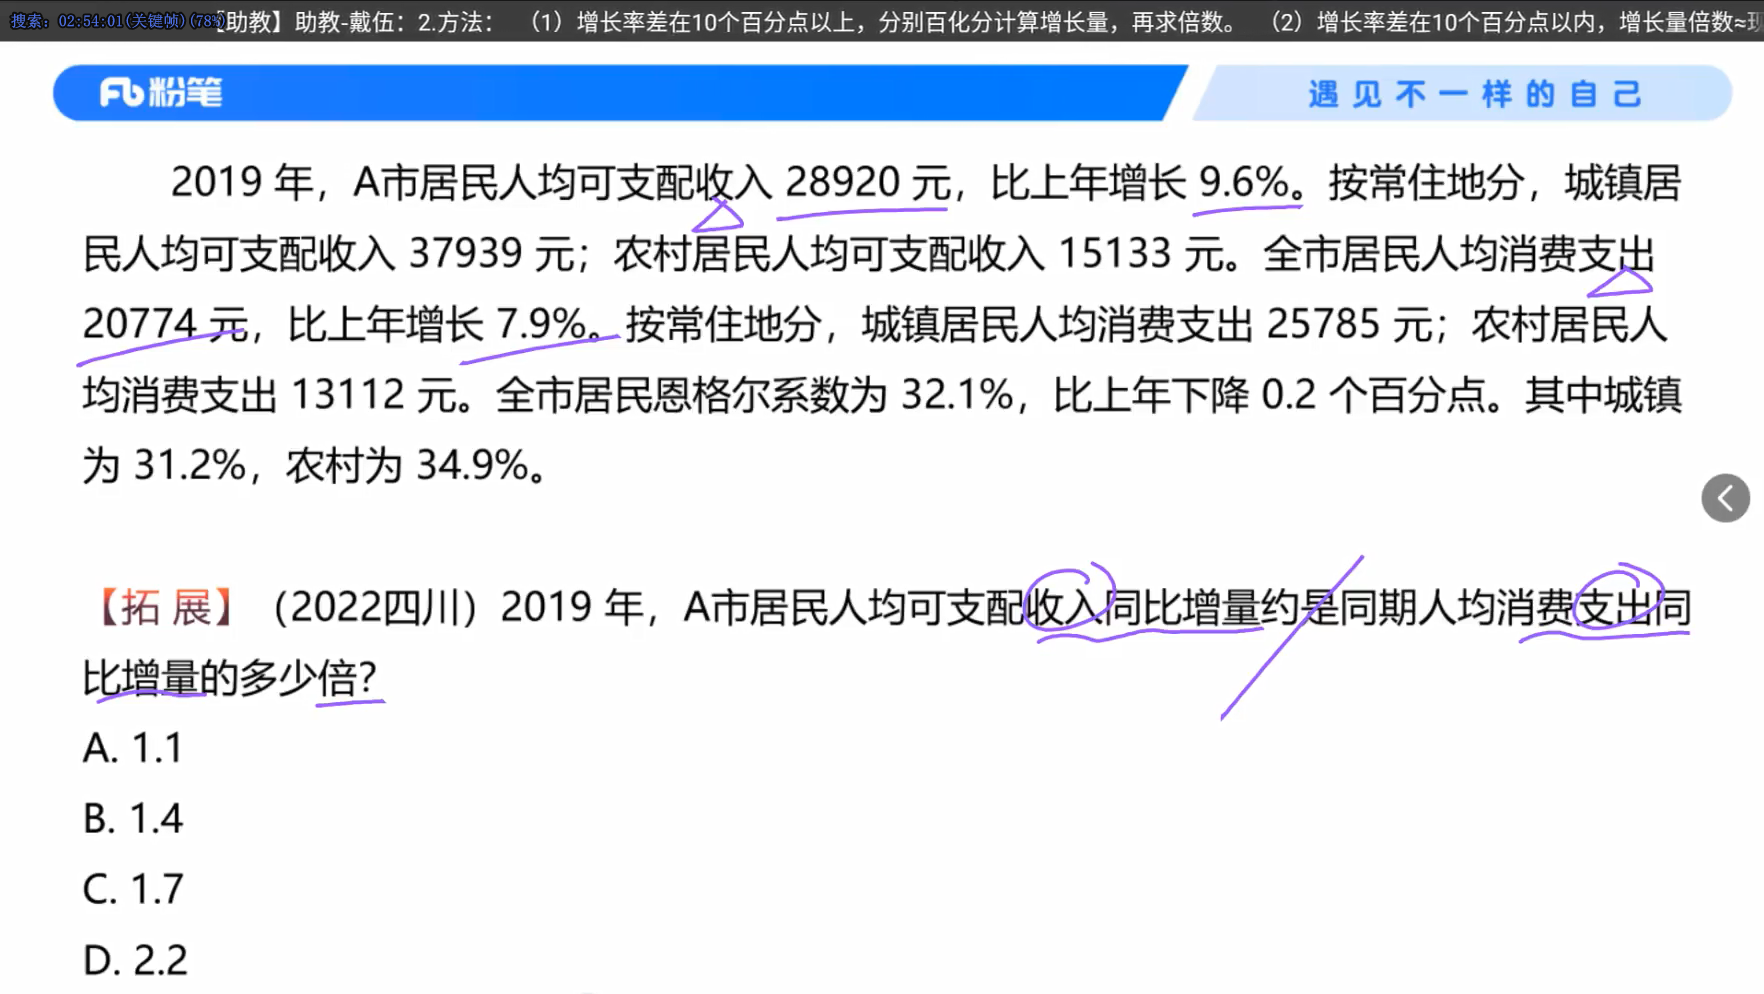 搜索：02:54:01(关键帧)(78%)
【助教】助教-戴伍：2.方法：（1）增长率差在10个百分点以上，分别百化分计算增长量，再求倍数。（2）增长率差在10个百分点以内，增长量倍数≈现
粉笔
遇见不一样的自己
2019 年，A市居民人均可支配收入 28920 元，比上年增长 9.6%。按常住地分，城镇居
民人均可支配收入 37939 元；农村居民人均可支配收入 15133 元。全市居民人均消费支出
20774 元，比上年增长 7.9%。按常住地分，城镇居民人均消费支出 25785 元；农村居民人
均消费支出 13112 元。全市居民恩格尔系数为 32.1%，比上年下降 0.2 个百分点。其中城镇
为 31.2%，农村为 34.9%。
【拓 展】（2022四川）2019 年，A市居民人均可支配收入同比增量约是同期人均消费支出同
比增量的多少倍？
A. 1.1
B. 1.4
C. 1.7
D. 2.2